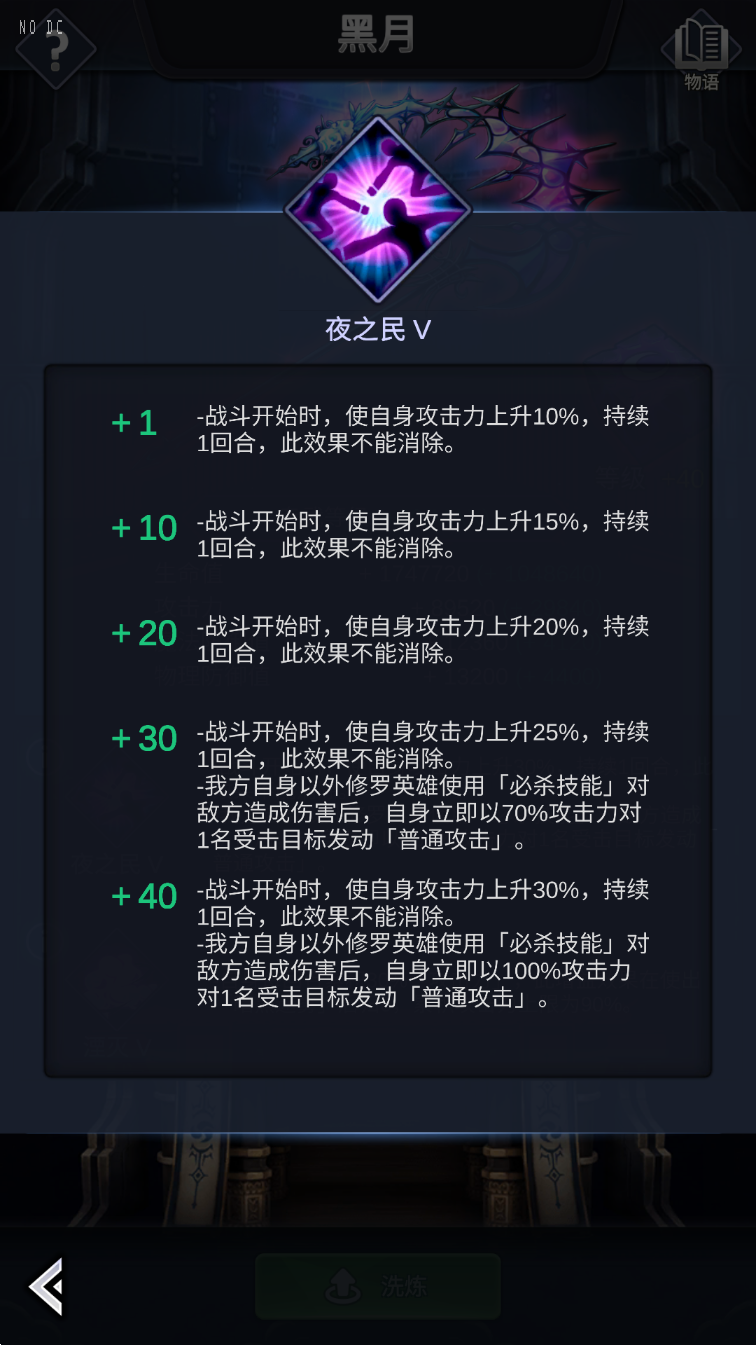 NO DC
黑月
?
物语
夜之民 V
+1
-战斗开始时，使自身攻击力上升10%，持续
1回合，此效果不能消除。
+10
-战斗开始时，使自身攻击力上升15%，持续
1回合，此效果不能消除。
+20
-战斗开始时，使自身攻击力上升20%，持续
1回合，此效果不能消除。
+30
-战斗开始时，使自身攻击力上升25%，持续
1回合，此效果不能消除。
-我方自身以外修罗英雄使用「必杀技能」对
敌方造成伤害后，自身立即以70%攻击力对
1名受击目标发动「普通攻击」。
+40
-战斗开始时，使自身攻击力上升30%，持续
1回合，此效果不能消除。
-我方自身以外修罗英雄使用「必杀技能」对
敌方造成伤害后，自身立即以100%攻击力
对1名受击目标发动「普通攻击」。
洗炼